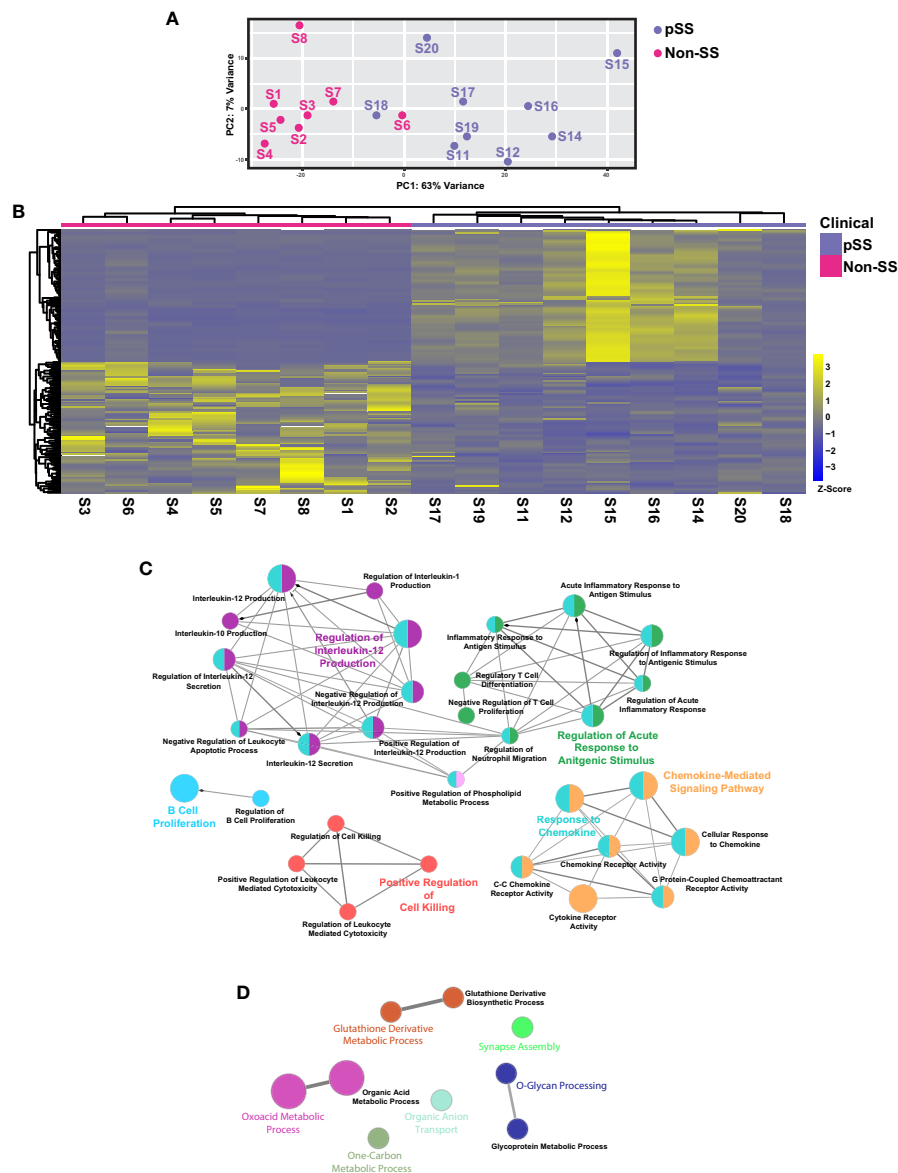 A
pSS
Non-SS
S8
S20
S15
S1
S7
S17
S3
S18
S16
S5
S2
S6
S19
S14
S4
S11
S12
10
0
-10
-20
0
20
40
PC2: 7% Variance
PC1: 63% Variance
B
Clinical
pSS
Non-SS
3
2
1
0
−1
−2
−3
Z-Score
S3
S6
S4
S5
S7
S8
S1
S2
S17
S19
S11
S12
S15
S16
S14
S20
S18
C
Interleukin-12 Production
Regulation of Interleukin-1
Production
Interleukin-10 Production
Regulation of
Interleukin-12
Production
Regulation of Interleukin-12
Secretion
Negative Regulation of
Interleukin-12 Production
Negative Regulation of Leukocyte
Apoptotic Process
Interleukin-12 Secretion
Positive Regulation of
Interleukin-12 Production
Acute Inflammatory Response to
Antigen Stimulus
Inflammatory Response to
Antigen Stimulus
Regulation of Inflammatory Response
to Antigenic Stimulus
Regulatory T Cell
Differentiation
Negative Regulation of T Cell
Proliferation
Regulation of Acute
Inflammatory Response
Regulation of
Neutrophil Migration
Regulation of Acute
Response to
Anitgenic Stimulus
Positive Regulation of Phospholipid
Metabolic Process
B Cell
Proliferation
Regulation of
B Cell Proliferation
Regulation of Cell Killing
Positive Regulation of Leukocyte
Mediated Cytotoxicity
Positive Regulation
of
Cell Killing
Regulation of Leukocyte
Mediated Cytotoxicity
Chemokine-Mediated
Signaling Pathway
Response to
Chemokine
Cellular Response
to Chemokine
Chemokine Receptor Activity
C-C Chemokine
Receptor Activity
G Protein-Coupled Chemoattractant
Receptor Activity
Cytokine Receptor
Activity
D
Glutathione Derivative
Biosynthetic Process
Glutathione Derivative
Metabolic Process
Synapse Assembly
Organic Acid
Metabolic Process
Oxoacid Metabolic
Process
O-Glycan Processing
Organic Anion
Transport
Glycoprotein Metabolic Process
One-Carbon
Metabolic Process